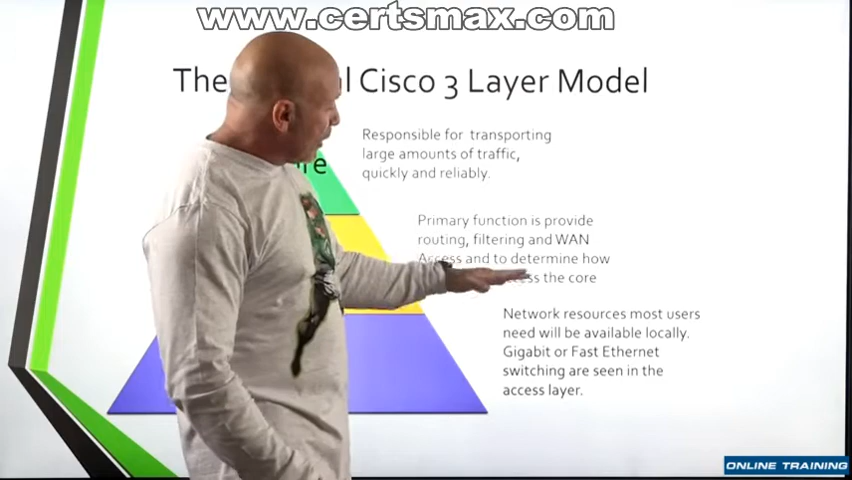 www.certsmax.com
The l Cisco 3 Layer Model
Responsible for transporting
large amounts of traffic,
quickly and reliably.
Primary function is provide
routing, filtering and WAN
Access and to determine how
the core
Network resources most users
need will be available locally.
Gigabit or Fast Ethernet
switching are seen in the
access layer.
ONLINE TRAINING